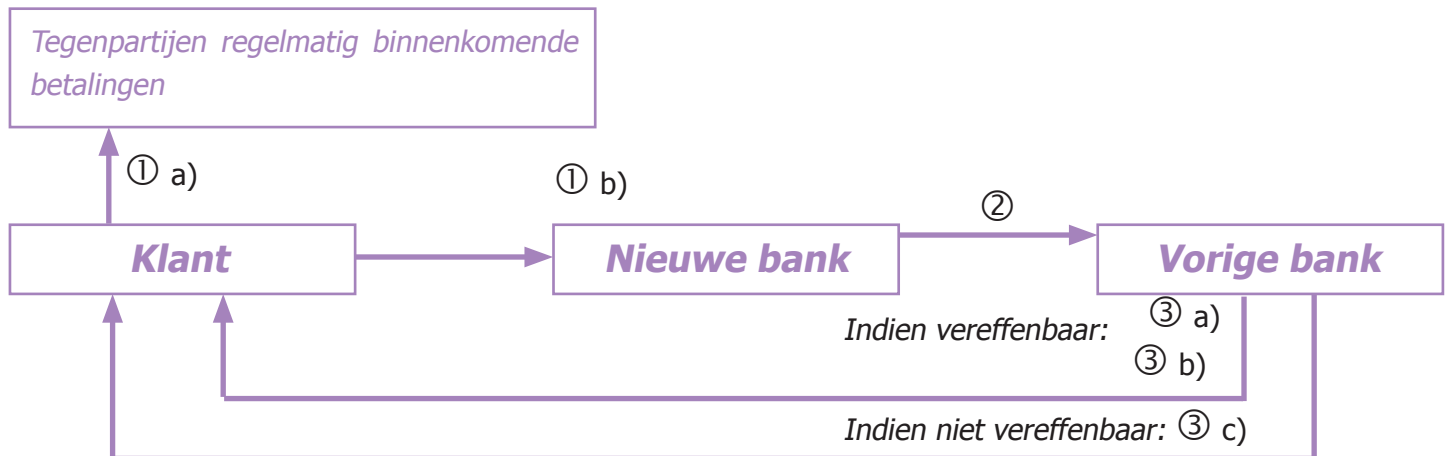 Tegenpartijen regelmatig binnenkomende
betalingen
① a)
① b)
②
Klant
Nieuwe bank
Vorige bank
Indien vereffenbaar: ③ a)
③ b)
Indien niet vereffenbaar: ③ c)